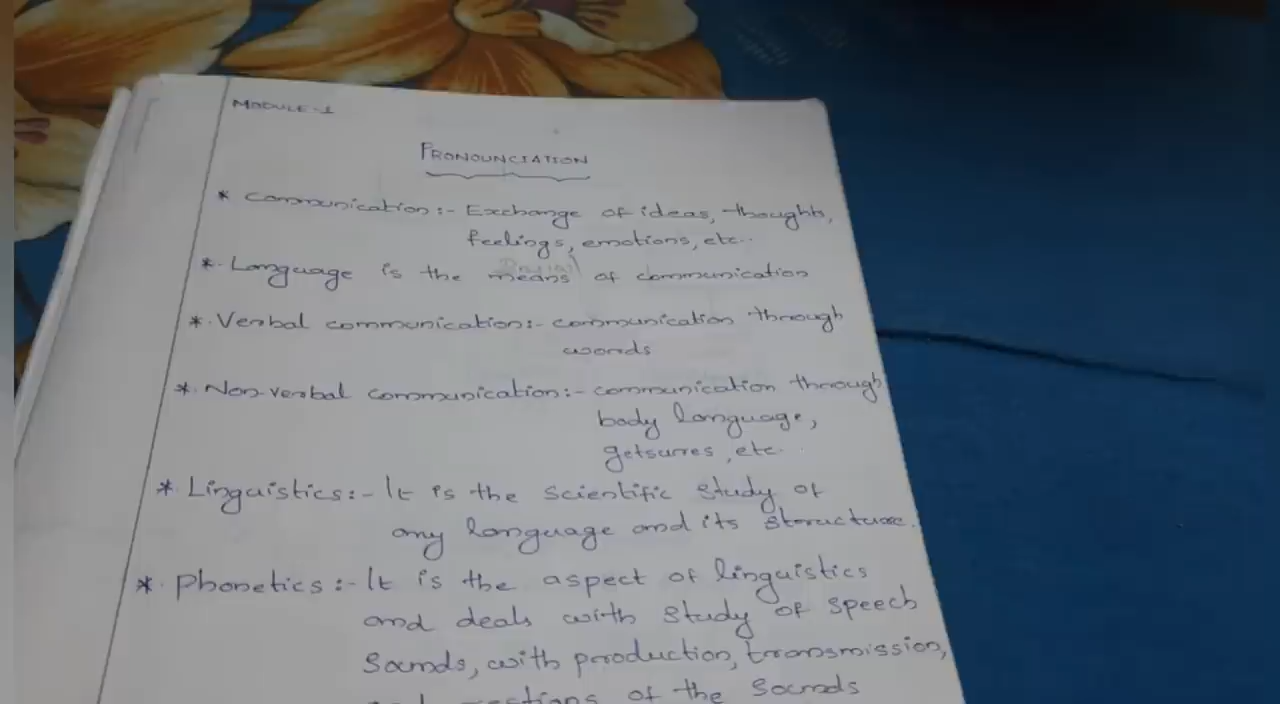 MODULE-1
PRONOUNCIATION
* Communication:- Exchange of ideas, thoughts,
feelings, emotions, etc..
* Language is the means of communication
* Verbal communication:- communication through
words
* Non-verbal communication:- communication through
body language,
getsures, etc.
* Linguistics:- It is the scientific study of
any language and its structure.
* Phonetics:- It is the aspect of linguistics
and deals with study of speech
Sounds, with production, transmission,
of the Sounds